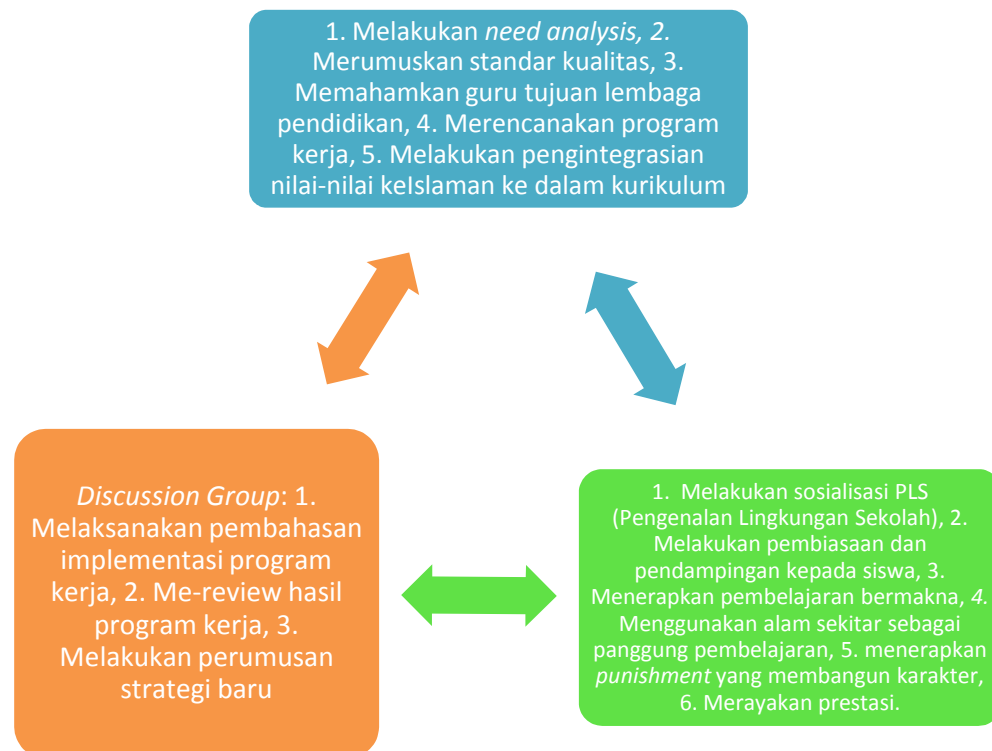 1. Melakukan need analysis, 2.
Merumuskan standar kualitas, 3.
Memahamkan guru tujuan lembaga
pendidikan, 4. Merencanakan program
kerja, 5. Melakukan pengintegrasian
nilai-nilai keIslaman ke dalam kurikulum
Discussion Group: 1.
Melaksanakan pembahasan
implementasi program
kerja, 2. Me-review hasil
program kerja, 3.
Melakukan perumusan
strategi baru
1. Melakukan sosialisasi PLS
(Pengenalan Lingkungan Sekolah), 2.
Melakukan pembiasaan dan
pendampingan kepada siswa, 3.
Menerapkan pembelajaran bermakna, 4.
Menggunakan alam sekitar sebagai
panggung pembelajaran, 5. menerapkan
punishment yang membangun karakter,
6. Merayakan prestasi.